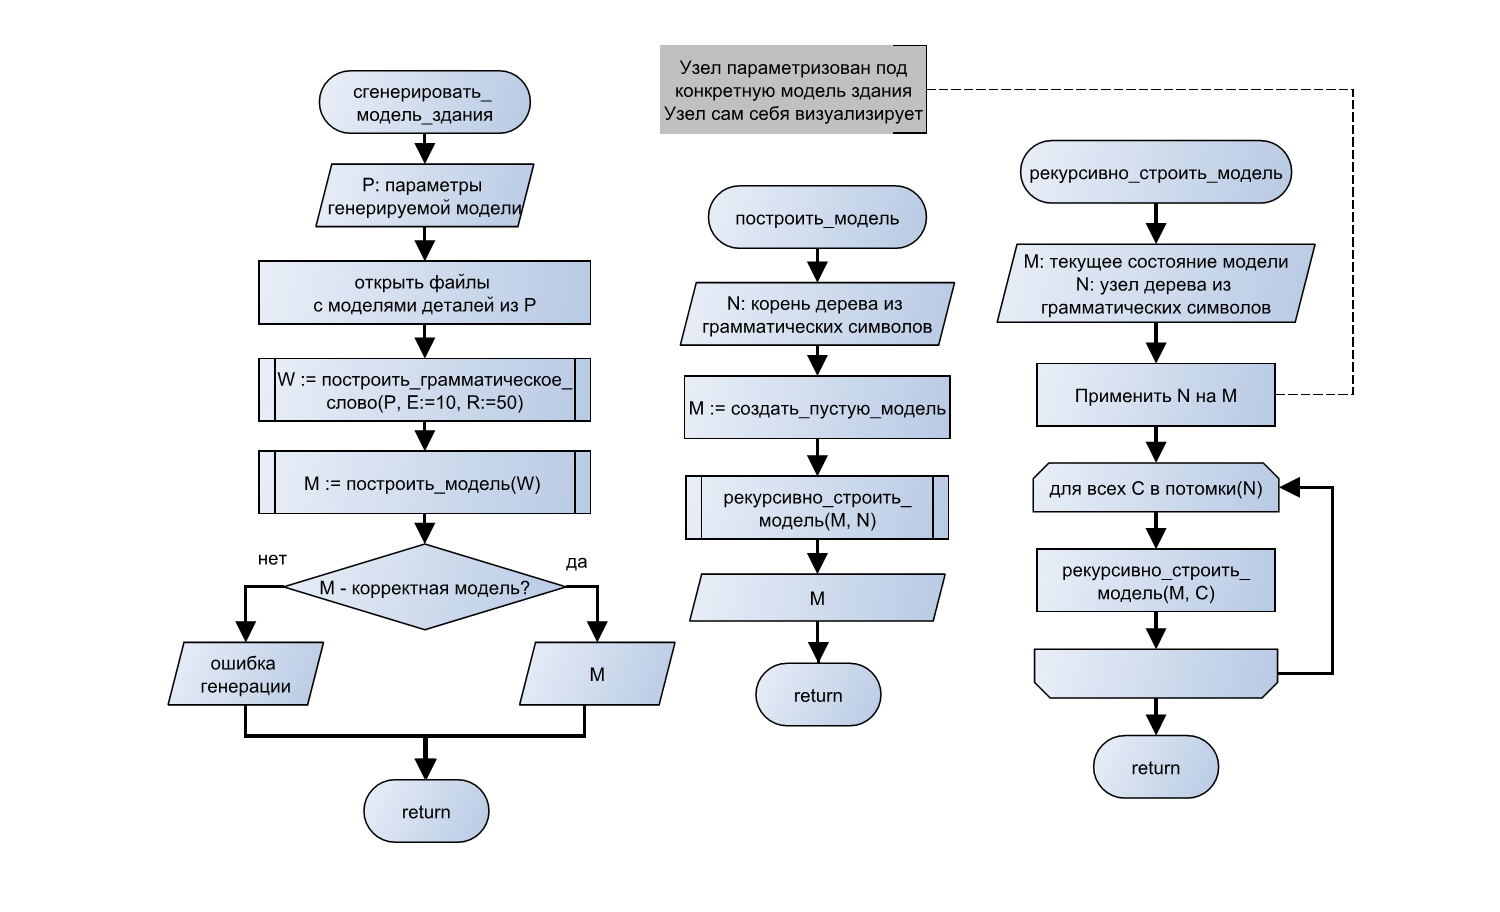 сгенерировать_
модель_здания
P: параметры
генерируемой модели
открыть файлы
с моделями деталей из P
W := построить_грамматическое_
слово(P, E:=10, R:=50)
M := построить_модель(W)
нет
да
M - корректная модель?
ошибка
генерации
M
return
Узел параметризован под
конкретную модель здания
Узел сам себя визуализирует
построить_модель
N: корень дерева из
грамматических символов
M := создать_пустую_модель
рекурсивно_строить_
модель(M, N)
M
return
рекурсивно_строить_модель
M: текущее состояние модели
N: узел дерева из
грамматических символов
Применить N на M
для всех C в потомки(N)
рекурсивно_строить_
модель(M, C)
return